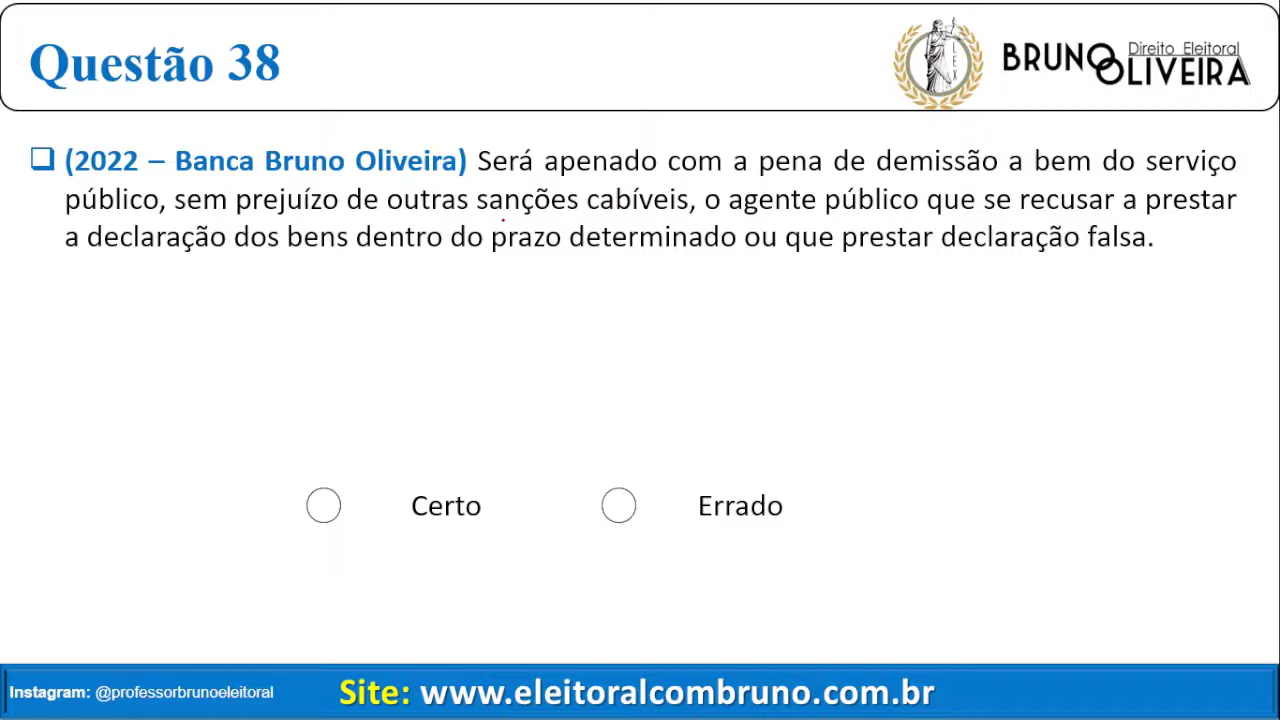 Questão 38
LEX
BRUNO OLIVEIRA
Direito Eleitoral
❑ (2022 – Banca Bruno Oliveira) Será apenado com a pena de demissão a bem do serviço
público, sem prejuízo de outras sanções cabíveis, o agente público que se recusar a prestar
a declaração dos bens dentro do prazo determinado ou que prestar declaração falsa.
Certo Errado
Instagram: @professorbrunoeleitoral Site: www.eleitoralcombruno.com.br